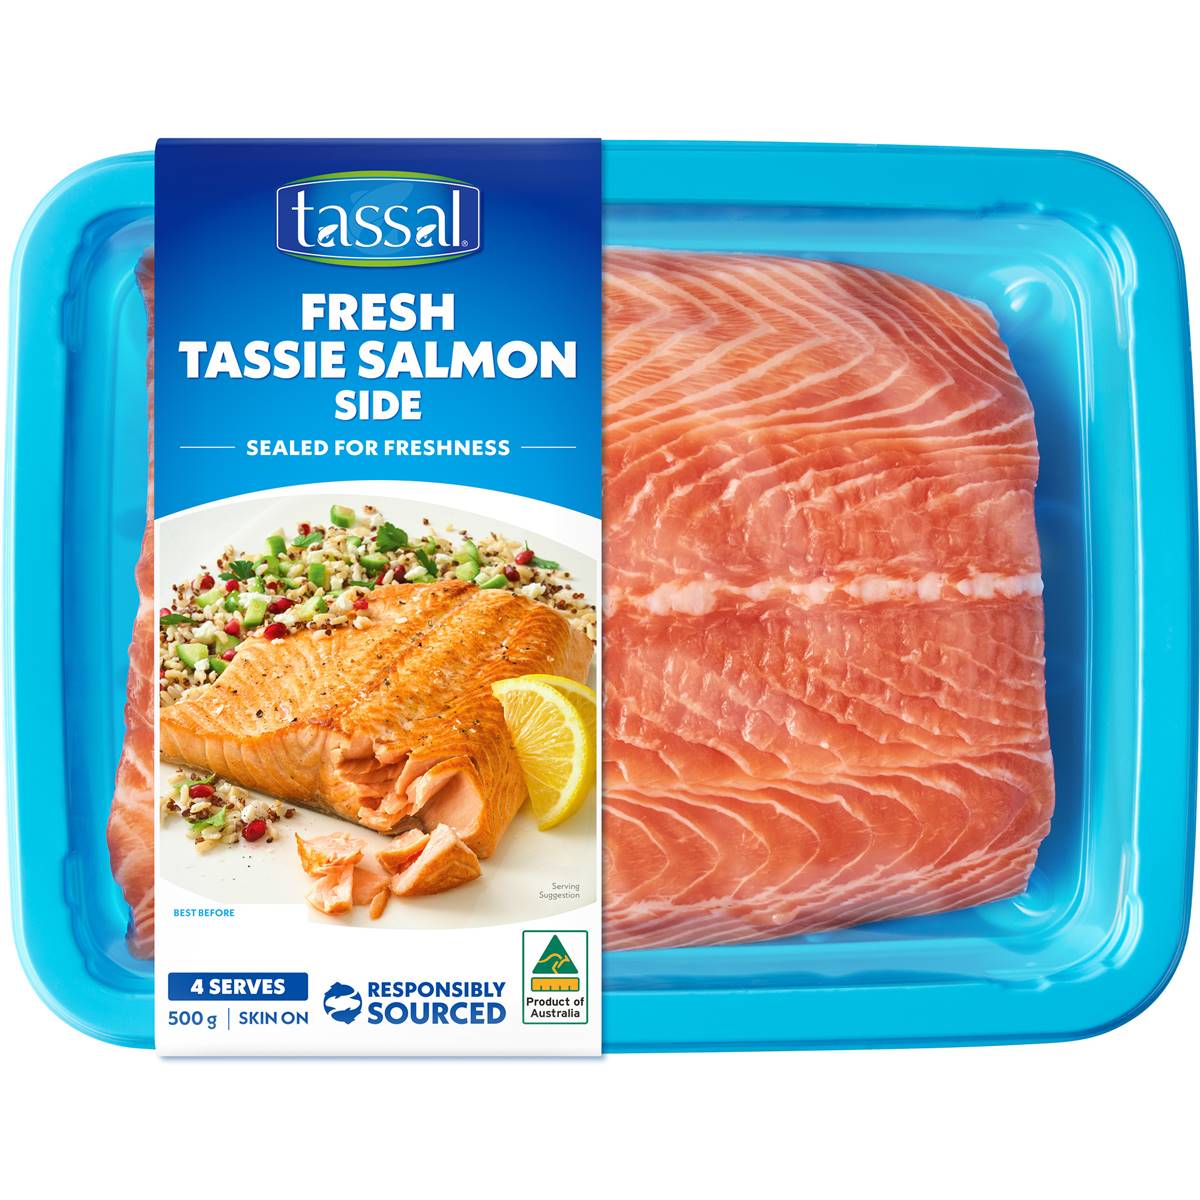 tassal®
FRESH
TASSIE SALMON
SIDE
SEALED FOR FRESHNESS
Serving
Suggestion
BEST BEFORE
4 SERVES
500 g | SKIN ON
RESPONSIBLY
SOURCED
Product of
Australia